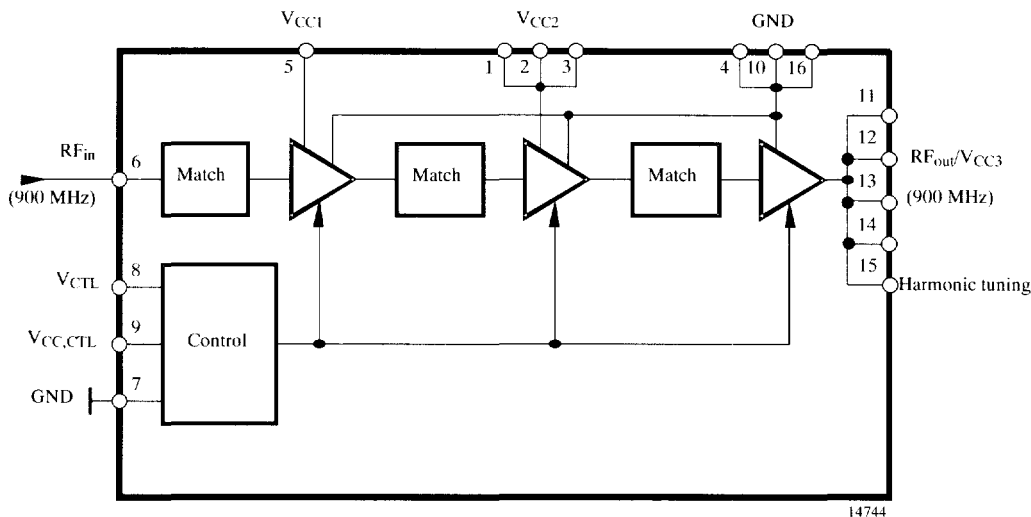 VCC1 VCC2 GND
5 1 2 3 4 10 16
11
RFin 6 Match Match Match 12 RFout/VCC3
(900 MHz) 13 (900 MHz)
14
8 15
VCTL Harmonic tuning
9
VCC,CTL Control
7
GND
14744